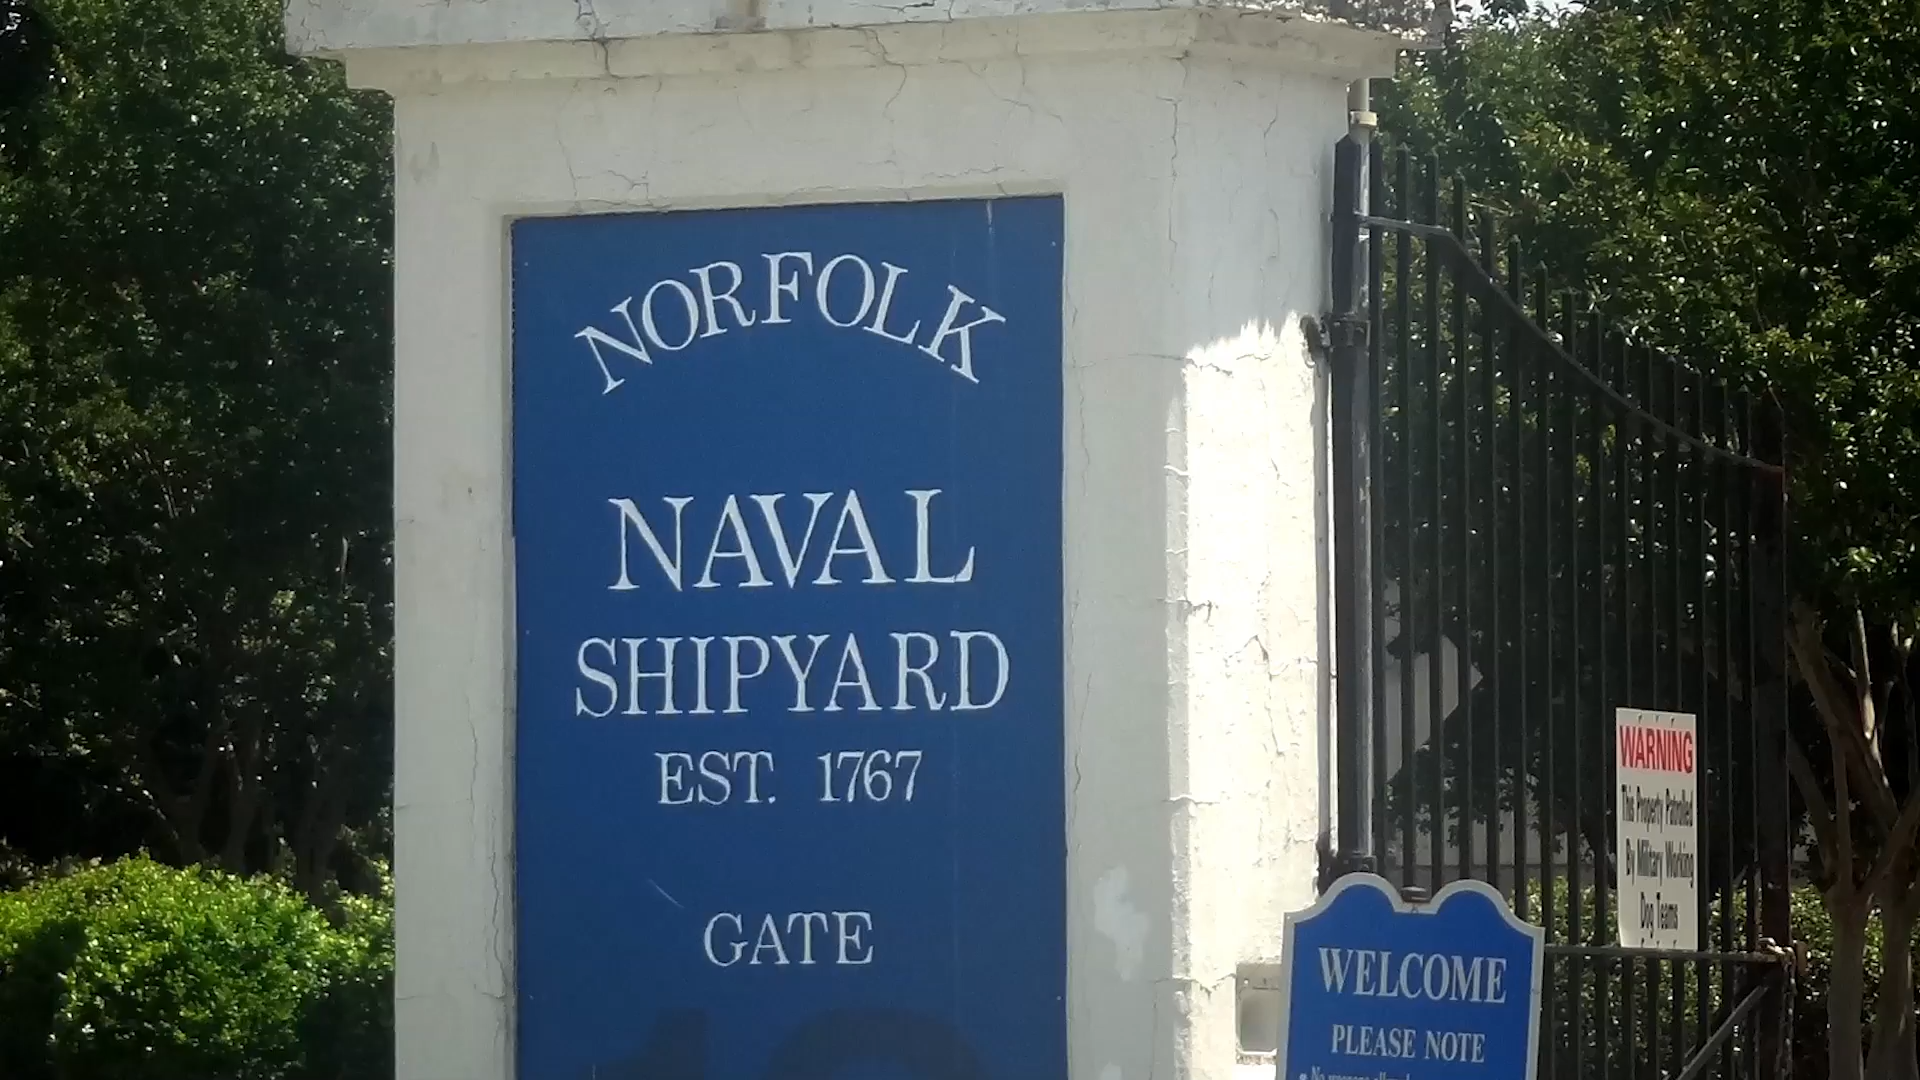 NORFOLK
NAVAL
SHIPYARD
EST. 1767
GATE
WARNING
This Property Patrolled
By Military Working
Dog Teams
WELCOME
PLEASE NOTE